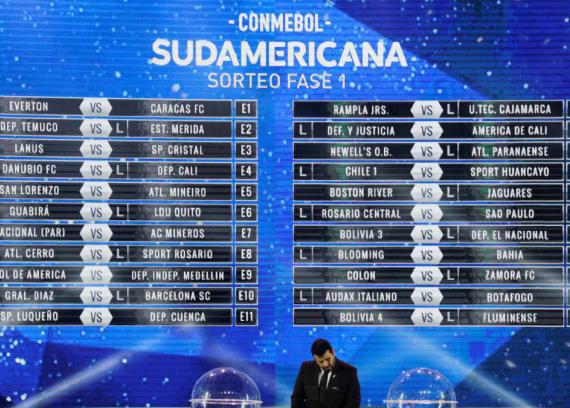 -CONMEBOL-
SUDAMERICANA
SORTEO FASE 1
EVERTON VS CARACAS FC E1
DEP. TEMUCO VS L EST. MERIDA E2
LANUS VS SP. CRISTAL E3
DANUBIO FC VS L DEP. CALI E4
SAN LORENZO VS ATL. MINEIRO E5
GUABIRÁ VS L LDU QUITO E6
ACIONAL (PAR) VS AC MINEROS E7
ATL. CERRO VS L SPORT ROSARIO E8
OL DE AMERICA VS DEP. INDEP. MEDELLIN E9
GRAL. DIAZ VS L BARCELONA SC E10
SP. LUQUEÑO VS DEP. CUENCA E11
RAMPLA JRS. VS L U.TEC. CAJAMARCA
L DEF. Y JUSTICIA VS AMERICA DE CALI
NEWELL'S O.B. VS L ATL. PARANAENSE
L CHILE 1 VS SPORT HUANCAYO
BOSTON RIVER VS L JAGUARES
L ROSARIO CENTRAL VS SAO PAULO
BOLIVIA 3 VS L DEP. EL NACIONAL
L BLOOMING VS BAHIA
COLON VS L ZAMORA FC
L AUDAX ITALIANO VS BOTAFOGO
BOLIVIA 4 VS L FLUMINENSE